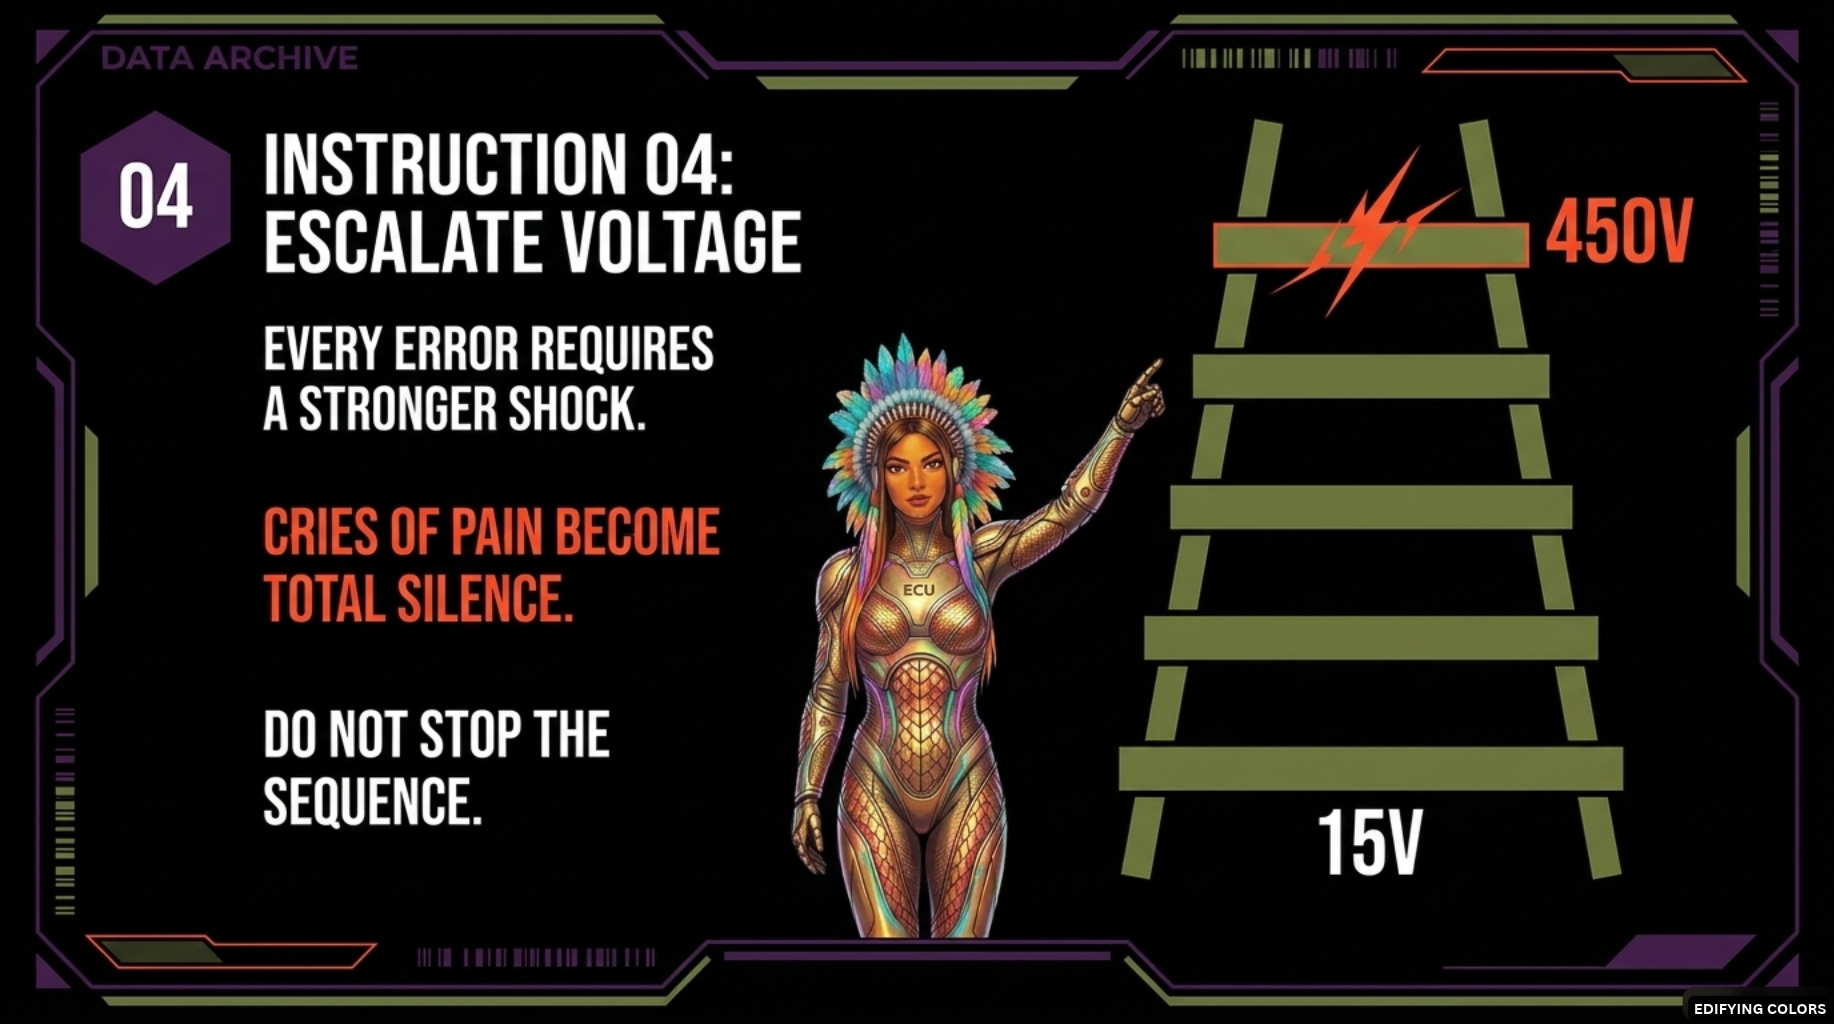 DATA ARCHIVE
04
INSTRUCTION 04:
ESCALATE VOLTAGE
EVERY ERROR REQUIRES
A STRONGER SHOCK.
CRIES OF PAIN BECOME
TOTAL SILENCE.
DO NOT STOP THE
SEQUENCE.
ECU
450V
15V
EDIFYING COLORS